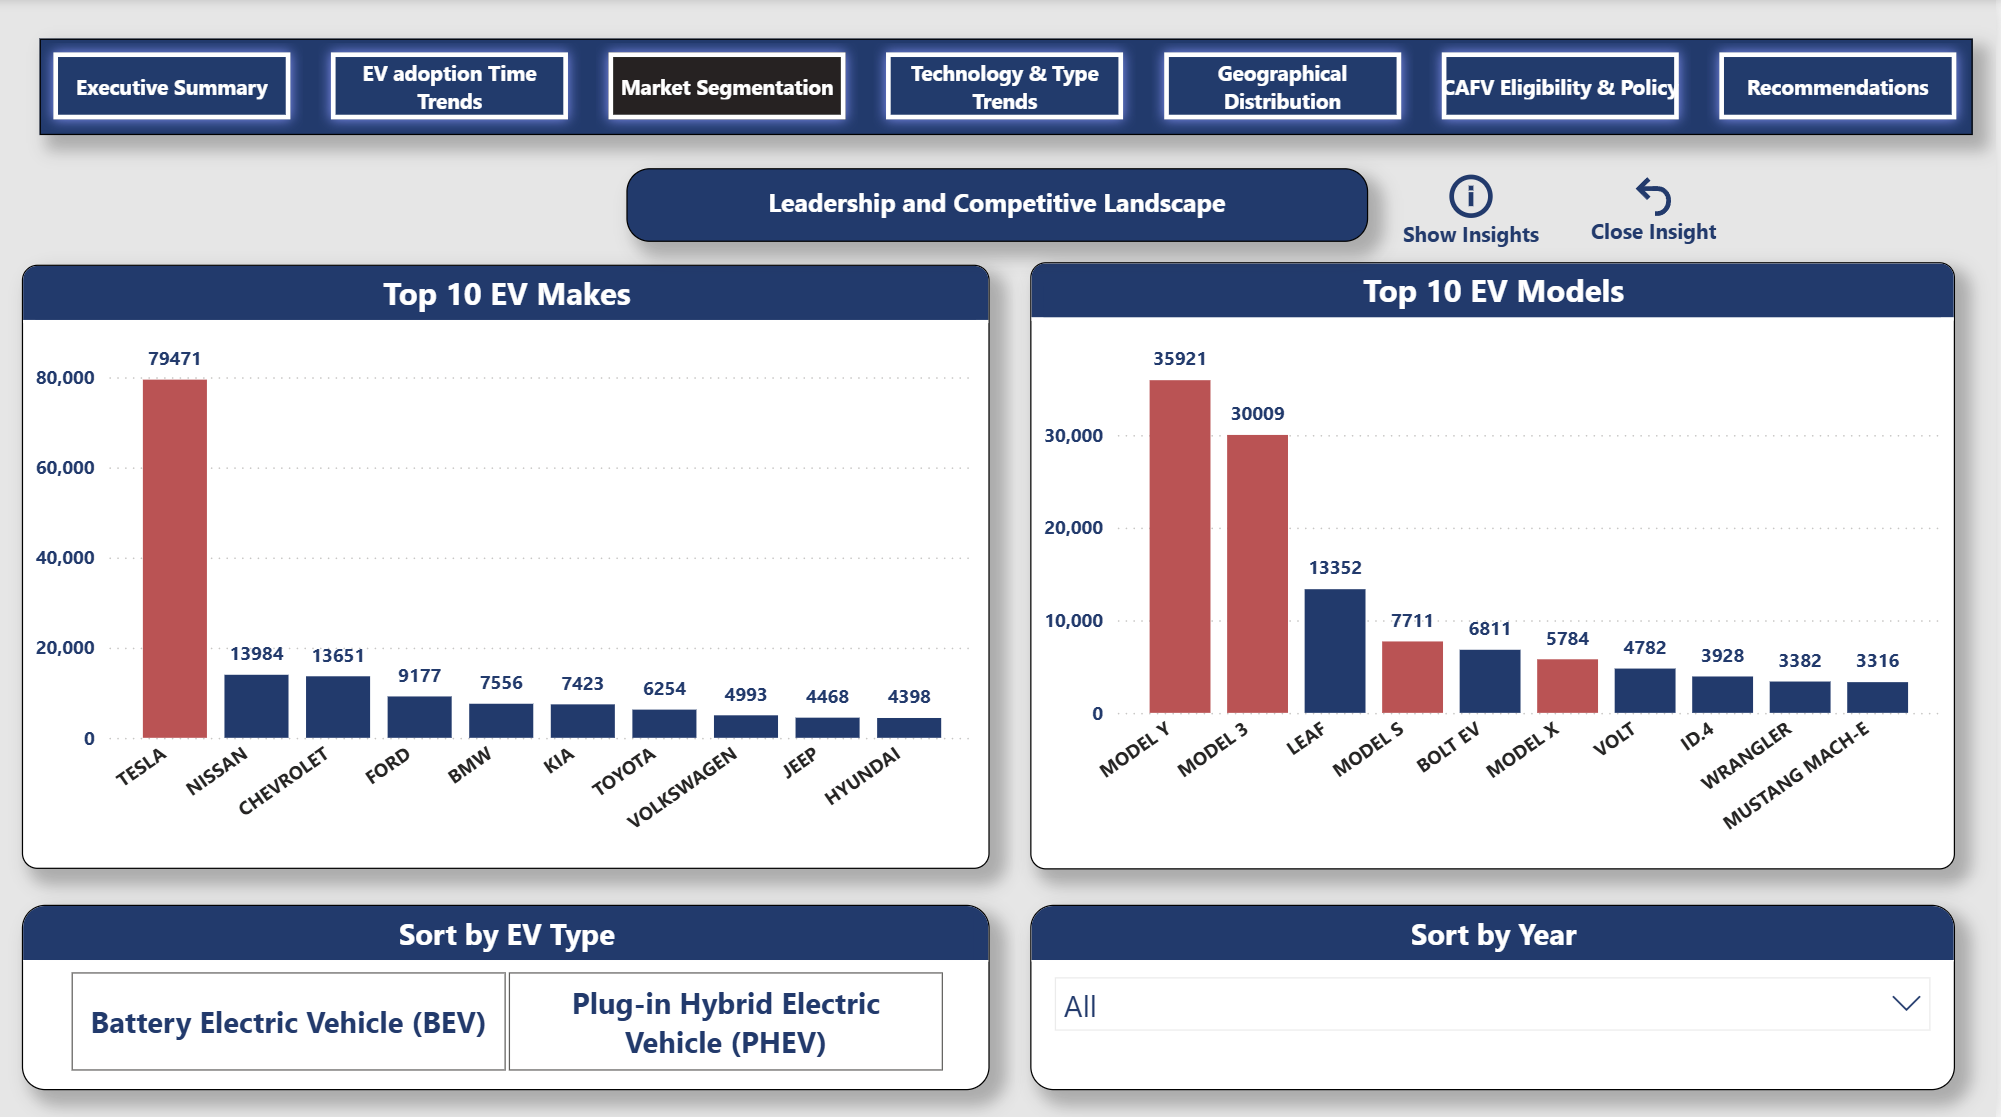 Executive Summary
EV adoption Time
Trends
Market Segmentation
Technology & Type
Trends
Geographical
Distribution
CAFV Eligibility & Policy
Recommendations
Leadership and Competitive Landscape
Show Insights
Close Insight
Top 10 EV Makes
79471
80,000
60,000
40,000
20,000
0
13984
13651
9177
7556
7423
6254
4993
4468
4398
TESLA
NISSAN
CHEVROLET
FORD
BMW
KIA
TOYOTA
VOLKSWAGEN
JEEP
HYUNDAI
Top 10 EV Models
35921
30009
30,000
20,000
10,000
0
13352
7711
6811
5784
4782
3928
3382
3316
MODEL Y
MODEL 3
LEAF
MODEL S
BOLT EV
MODEL X
VOLT
ID.4
WRANGLER
MUSTANG MACH-E
Sort by EV Type
Battery Electric Vehicle (BEV)
Plug-in Hybrid Electric
Vehicle (PHEV)
Sort by Year
All